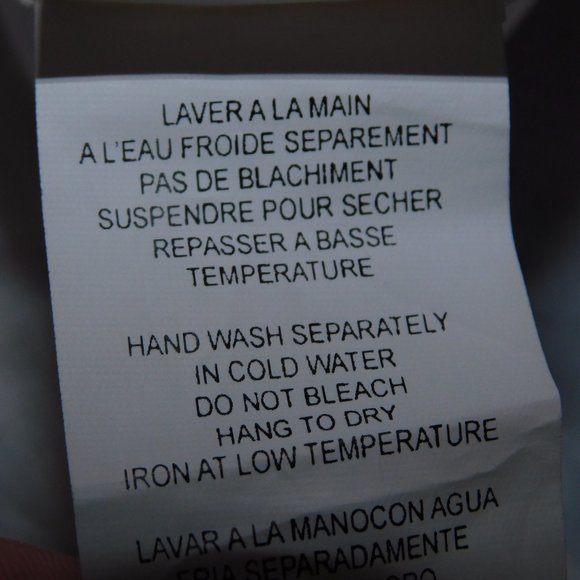 LAVER A LA MAIN
A L'EAU FROIDE SEPAREMENT
PAS DE BLACHIMENT
SUSPENDRE POUR SECHER
REPASSER A BASSE
TEMPERATURE
HAND WASH SEPARATELY
IN COLD WATER
DO NOT BLEACH
HANG TO DRY
IRON AT LOW TEMPERATURE
LAVAR A LA MANOCON AGUA
FRIA SEPARADAMENTE